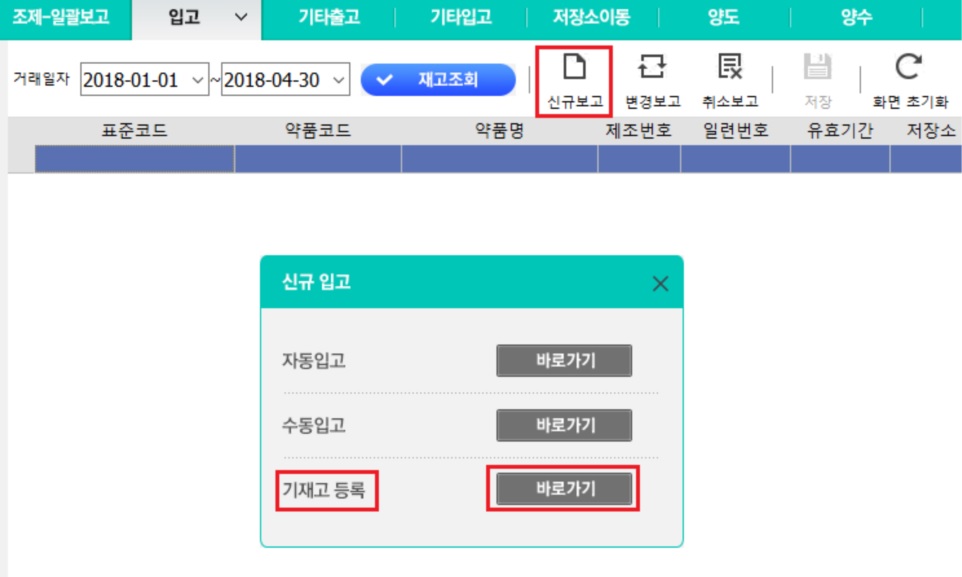 조제-일괄보고 입고 기타출고 기타입고 저장소이동 양도 양수
거래일자 2018-01-01 ~ 2018-04-30 재고조회 신규보고 변경보고 취소보고 저장 화면 초기화
표준코드 약품코드 약품명 제조번호 일련번호 유효기간 저장소
신규 입고
자동입고 바로가기
수동입고 바로가기
기재고 등록 바로가기